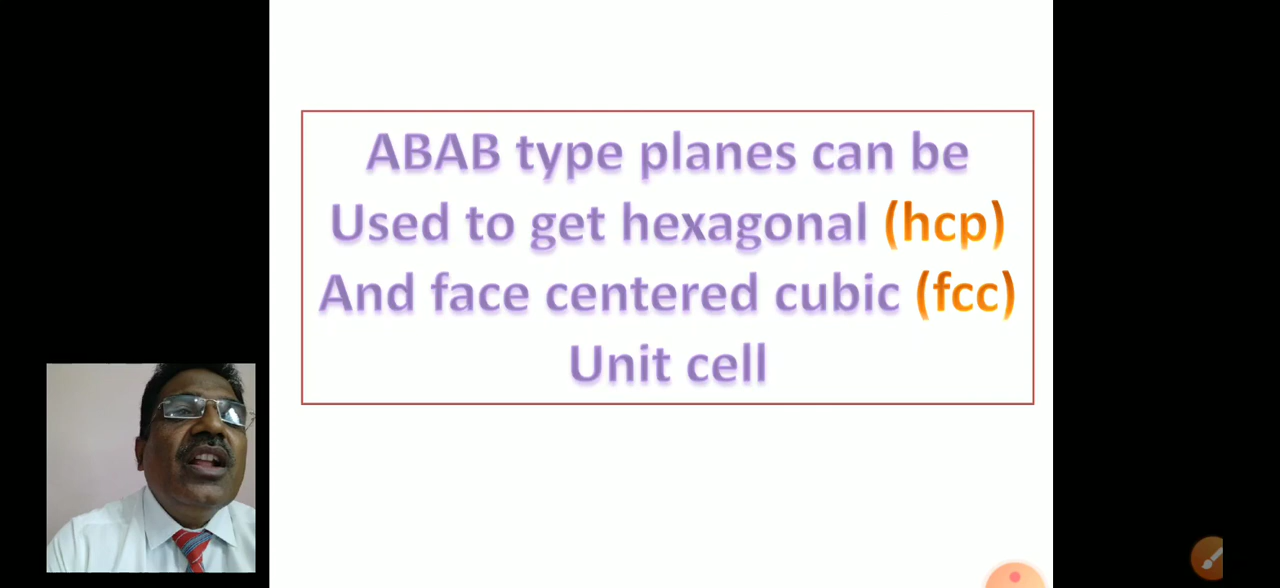 ABAB type planes can be
Used to get hexagonal (hcp)
And face centered cubic (fcc)
Unit cell